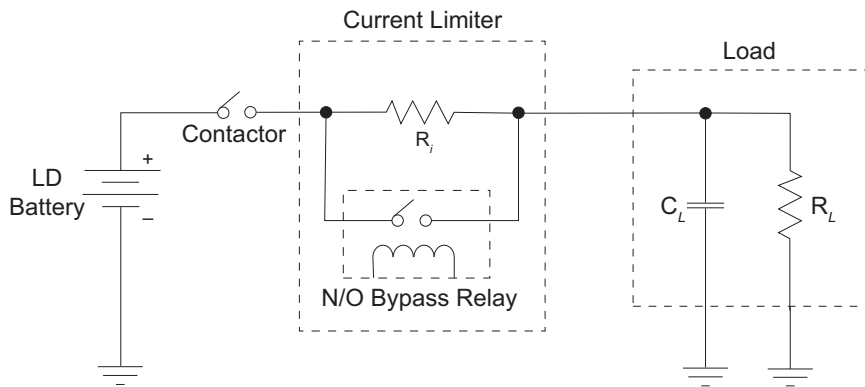 Current Limiter
Load
Contactor
R_i
+
LD
Battery
–
C_L
R_L
N/O Bypass Relay